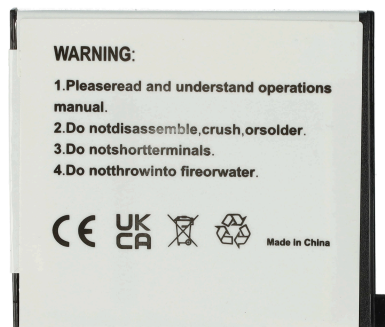 WARNING:
1.Pleaseread and understand operations
manual.
2.Do notdisassemble,crush,orsolder.
3.Do notshortterminals.
4.Do notthrowinto fireorwater.
CE UK
CA Made in China